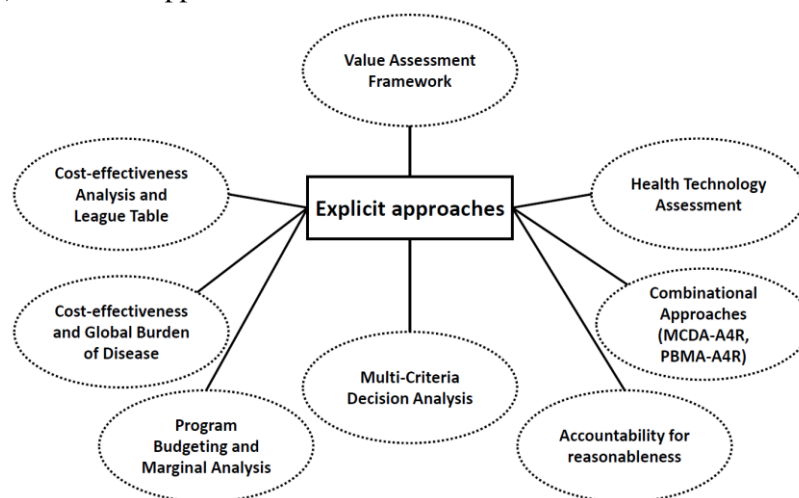 Value Assessment
Framework
Cost-effectiveness
Analysis and
League Table
Explicit approaches
Health Technology
Assessment
Cost-effectiveness
and Global Burden
of Disease
Combinational
Approaches
(MCDA-A4R,
PBMA-A4R)
Multi-Criteria
Decision Analysis
Program
Budgeting and
Marginal Analysis
Accountability for
reasonableness